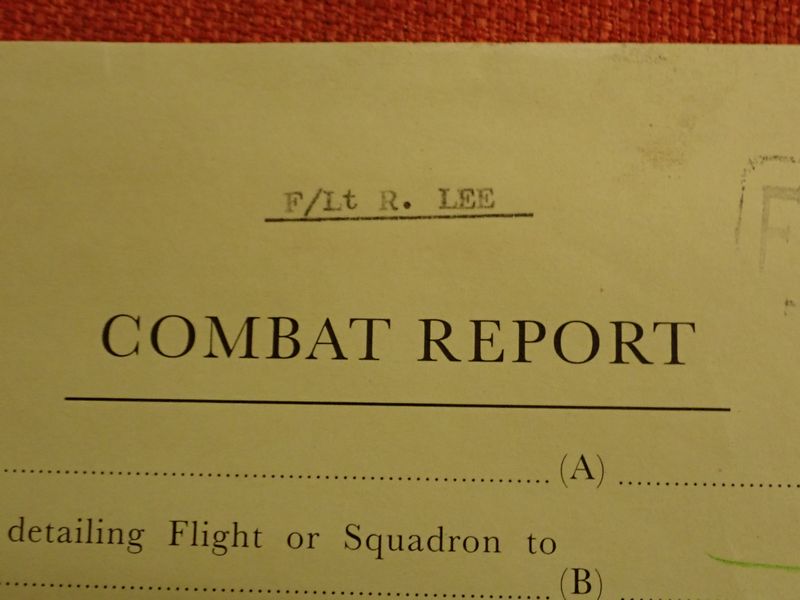 F/Lt R. LEE
COMBAT REPORT
(A)
detailing Flight or Squadron to
(B)